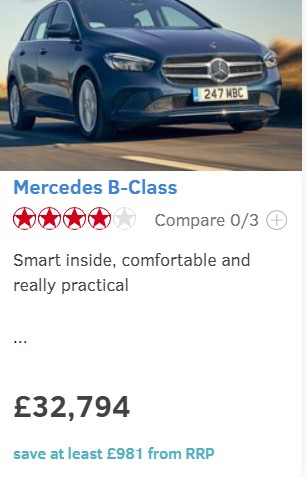 247 MBC
Mercedes B-Class
Compare 0/3
Smart inside, comfortable and
really practical
...
£32,794
save at least £981 from RRP